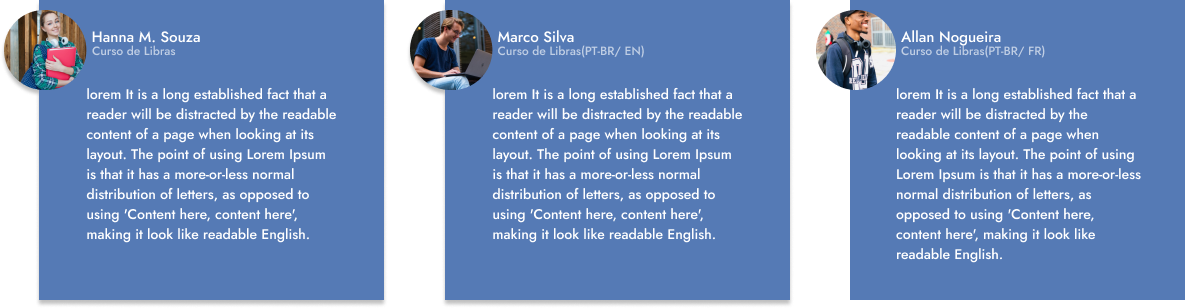 Hanna M. Souza
Curso de Libras
lorem It is a long established fact that a
reader will be distracted by the readable
content of a page when looking at its
layout. The point of using Lorem Ipsum
is that it has a more-or-less normal
distribution of letters, as opposed to
using 'Content here, content here',
making it look like readable English.
Marco Silva
Curso de Libras(PT-BR/ EN)
lorem It is a long established fact that a
reader will be distracted by the readable
content of a page when looking at its
layout. The point of using Lorem Ipsum
is that it has a more-or-less normal
distribution of letters, as opposed to
using 'Content here, content here',
making it look like readable English.
Allan Nogueira
Curso de Libras(PT-BR/ FR)
lorem It is a long established fact that a
reader will be distracted by the
readable content of a page when
looking at its layout. The point of using
Lorem Ipsum is that it has a more-or-less
normal distribution of letters, as
opposed to using 'Content here,
content here', making it look like
readable English.